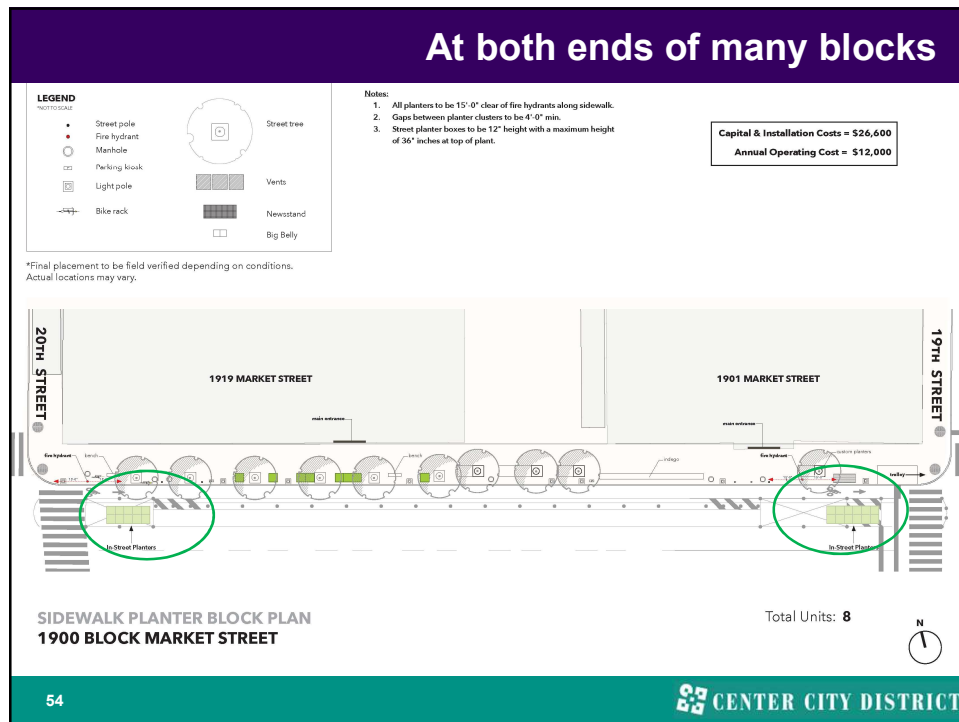 At both ends of many blocks
LEGEND
*NOT TO SCALE
Street pole
Fire hydrant
Manhole
Parking kiosk
Light pole
Bike rack
Street tree
Vents
Newsstand
Big Belly
Notes:
1. All planters to be 15'-0" clear of fire hydrants along sidewalk.
2. Gaps between planter clusters to be 4'-0" min.
3. Street planter boxes to be 12" height with a maximum height
of 36" inches at top of plant.
Capital & Installation Costs = $26,600
Annual Operating Cost = $12,000
*Final placement to be field verified depending on conditions.
Actual locations may vary.
20TH STREET
1919 MARKET STREET
main entrance
1901 MARKET STREET
main entrance
19TH STREET
fire hydrant
bench
bench
indego
fire hydrant
custom planters
trolley
In-Street Planters
In-Street Planters
SIDEWALK PLANTER BLOCK PLAN
1900 BLOCK MARKET STREET
Total Units: 8
N
54
CENTER CITY DISTRICT